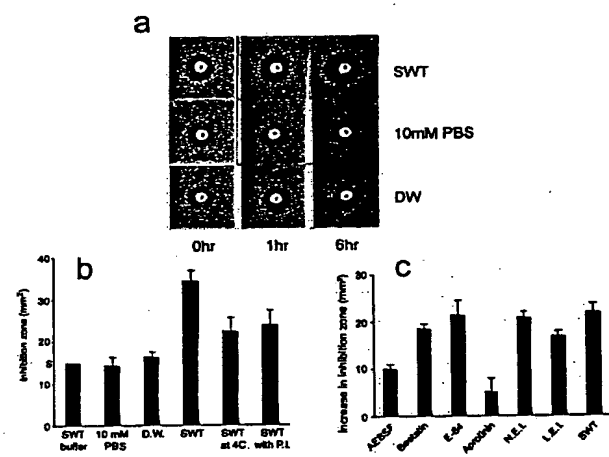 a
SWT
10mM PBS
DW
0hr 1hr 6hr
b
Inhibition zone (mm²)
40
30
20
10
SWT buffer
10 mM PBS
D.W.
SWT
SWT at 4C.
SWT with P.I.
c
Increase in inhibition zone (mm²)
30
20
10
0
AEBSF
Bestatin
E-64
Aprotinin
N.E.I.
L.E.I.
SWT